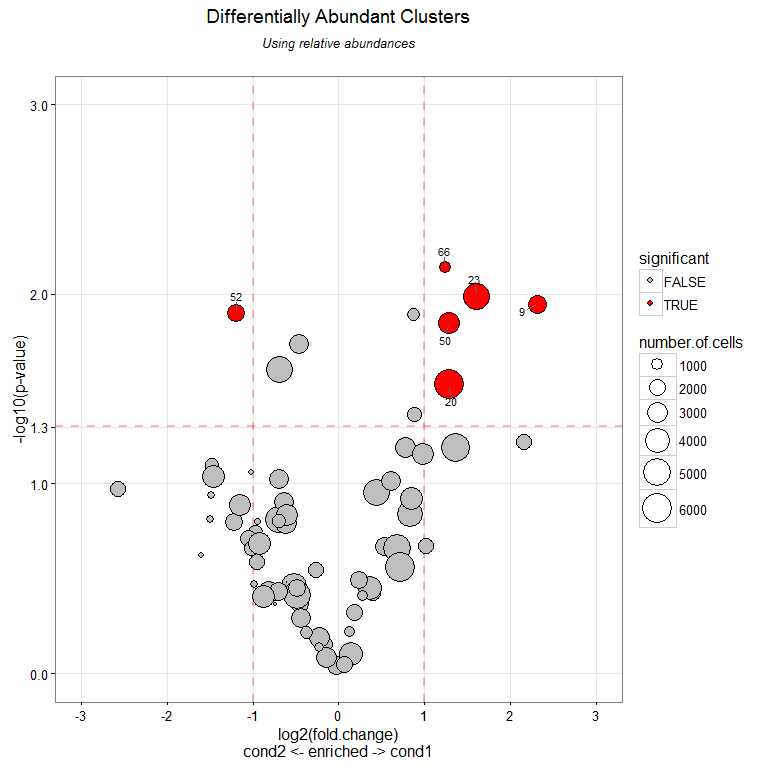 Differentially Abundant Clusters
Using relative abundances
3.0
2.0
1.3
1.0
0.0
-log10(p-value)
66
23
52
9
50
20
-3
-2
-1
0
1
2
3
log2(fold.change)
cond2 <- enriched -> cond1
significant
FALSE
TRUE
number.of.cells
1000
2000
3000
4000
5000
6000